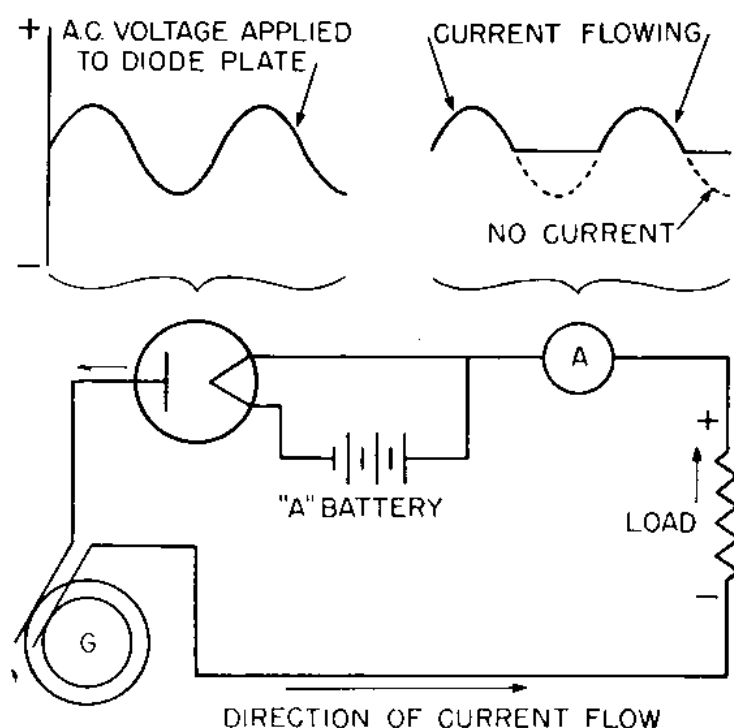 + A.C. VOLTAGE APPLIED
TO DIODE PLATE
CURRENT FLOWING
NO CURRENT
–
A
"A" BATTERY
+
LOAD
–
G
DIRECTION OF CURRENT FLOW